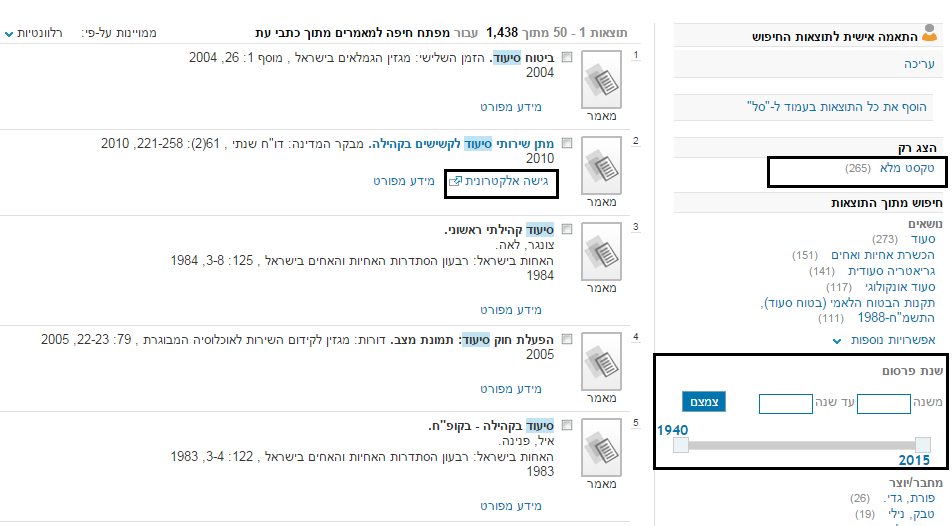 התאמה אישית לתוצאות החיפוש
עריכה
הוסף את כל התוצאות בעמוד ל-"סל"
הצג רק
טקסט מלא (265)
חיפוש מתוך התוצאות
נושאים
סעוד (273)
הכשרת אחיות ואחים (151)
גריאטריה סעודית (141)
סעוד אונקולוגי (117)
תקנות הבטוח הלאמי (בטוח סעוד),
התשמ"ח-1988 (111)
אפשרויות נוספות
שנת פרסום
משנה עד שנה צמצם
1940
2015
מחבר/יוצר
פורת, גדי. (26)
טבק, נילי (19)
תוצאות 1 - 50 מתוך 1,438 עבור מפתח חיפה למאמרים מתוך כתבי עת
ממויינות על-פי: רלוונטיות
1
ביטוח סיעוד. הזמן השלישי: מגזין הגמלאים בישראל , מוסף 1: 26, 2004
2004
מידע מפורט
מאמר
2
מתן שירותי סיעוד לקשישים בקהילה. מבקר המדינה: דו"ח שנתי , 61(2): 221-258, 2010
2010
גישה אלקטרונית מידע מפורט
מאמר
3
סיעוד קהילתי ראשוני.
צונגר, לאה.
האחות בישראל: רבעון הסתדרות האחיות והאחים בישראל , 125: 3-8, 1984
1984
מאמר
מידע מפורט
4
הפעלת חוק סיעוד: תמונת מצב. דורות: מגזין לקידום השירות לאוכלוסיה המבוגרת , 79: 22-23, 2005
2005
מידע מפורט
מאמר
5
סיעוד בקהילה - בקופ"ח.
איל, פנינה.
האחות בישראל: רבעון הסתדרות האחיות והאחים בישראל , 122: 3-4, 1983
1983
מאמר
מידע מפורט